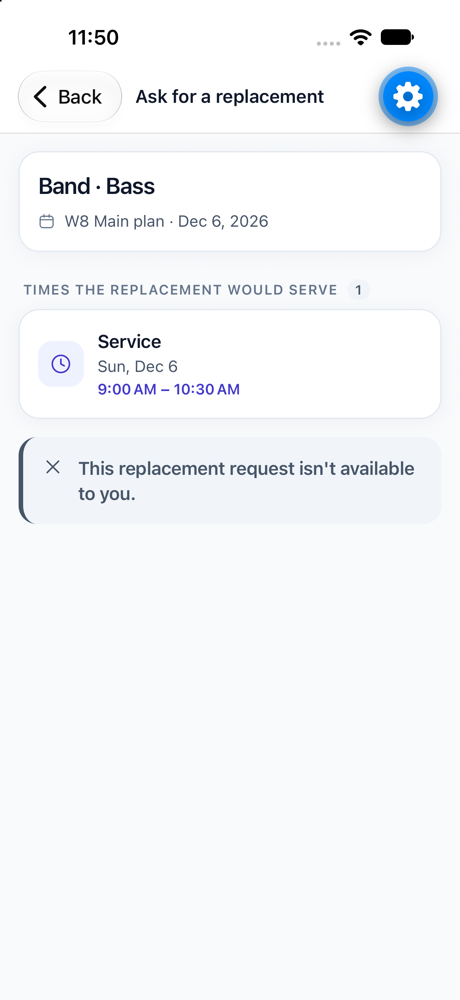 11:50
Back
Ask for a replacement
Band · Bass
W8 Main plan · Dec 6, 2026
TIMES THE REPLACEMENT WOULD SERVE 1
Service
Sun, Dec 6
9:00 AM – 10:30 AM
This replacement request isn't available
to you.